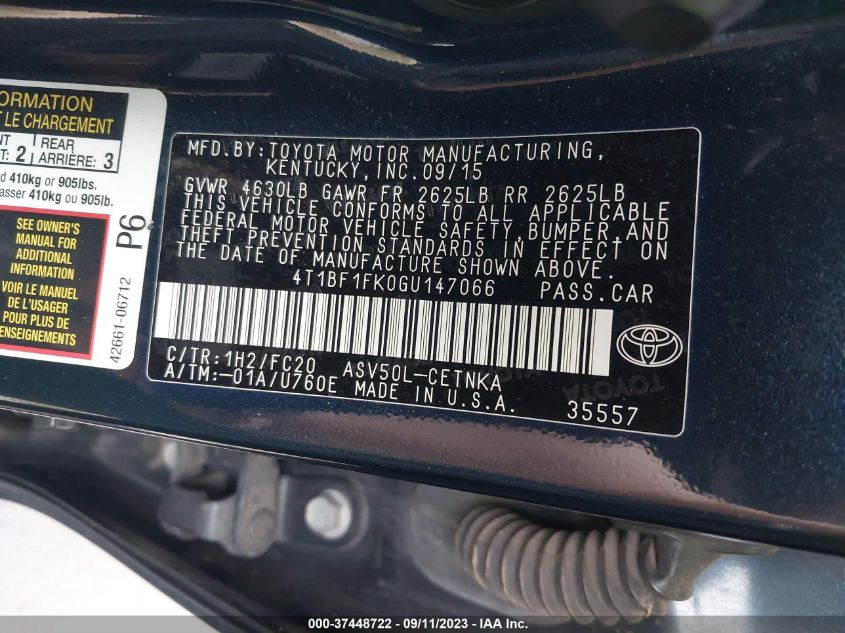 ORMATION
T LE CHARGEMENT
NT 2 REAR 3
T: ARRIÈRE:
ed 410kg or 905lbs.
asser 410kg ou 905lb.
SEE OWNER'S
MANUAL FOR
ADDITIONAL
INFORMATION
VOIR LE MANUEL
DE L'USAGER
POUR PLUS DE
ENSEIGNEMENTS
P6
42661-06712
MFD.BY:TOYOTA MOTOR MANUFACTURING,
KENTUCKY,INC.09/15
GVWR 4630LB GAWR FR 2625LB RR 2625LB
THIS VEHICLE CONFORMS TO ALL APPLICABLE
FEDERAL MOTOR VEHICLE SAFETY,BUMPER,AND
THEFT PREVENTION STANDARDS IN EFFECT ON
THE DATE OF MANUFACTURE SHOWN ABOVE.
4T1BF1FK0GU147066 PASS.CAR
C/TR:1H2/FC20 ASV50L-CETNKA
A/TM:-01A/U760E MADE IN U.S.A. 35557
000-37448722 - 09/11/2023 - IAA Inc.